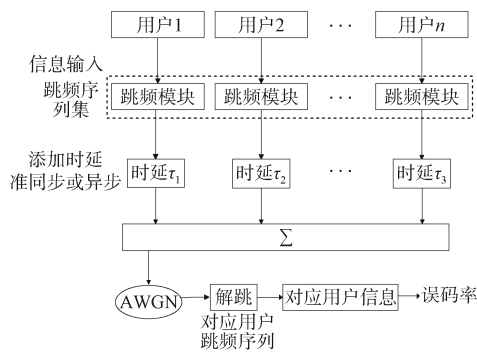 用户1 用户2 ··· 用户n
信息输入
跳频序列集
跳频模块 跳频模块 ··· 跳频模块
添加时延
准同步或异步
时延τ1 时延τ2 ··· 时延τ3
Σ
AWGN 解跳 对应用户信息 误码率
对应用户
跳频序列